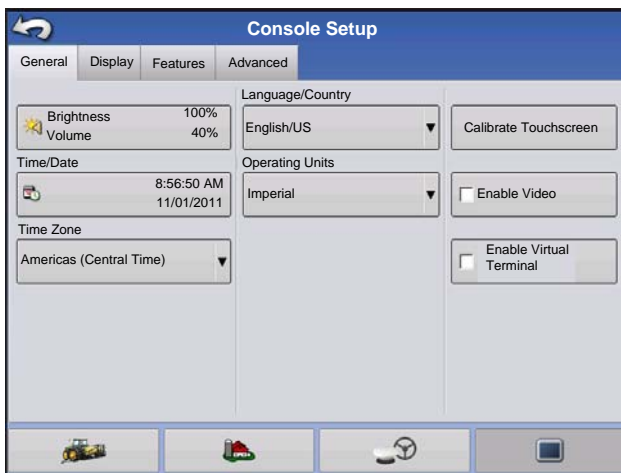 Console Setup
General
Display
Features
Advanced
Brightness 100%
Volume 40%
Time/Date
8:56:50 AM
11/01/2011
Time Zone
Americas (Central Time)
Language/Country
English/US
Operating Units
Imperial
Calibrate Touchscreen
Enable Video
Enable Virtual
Terminal